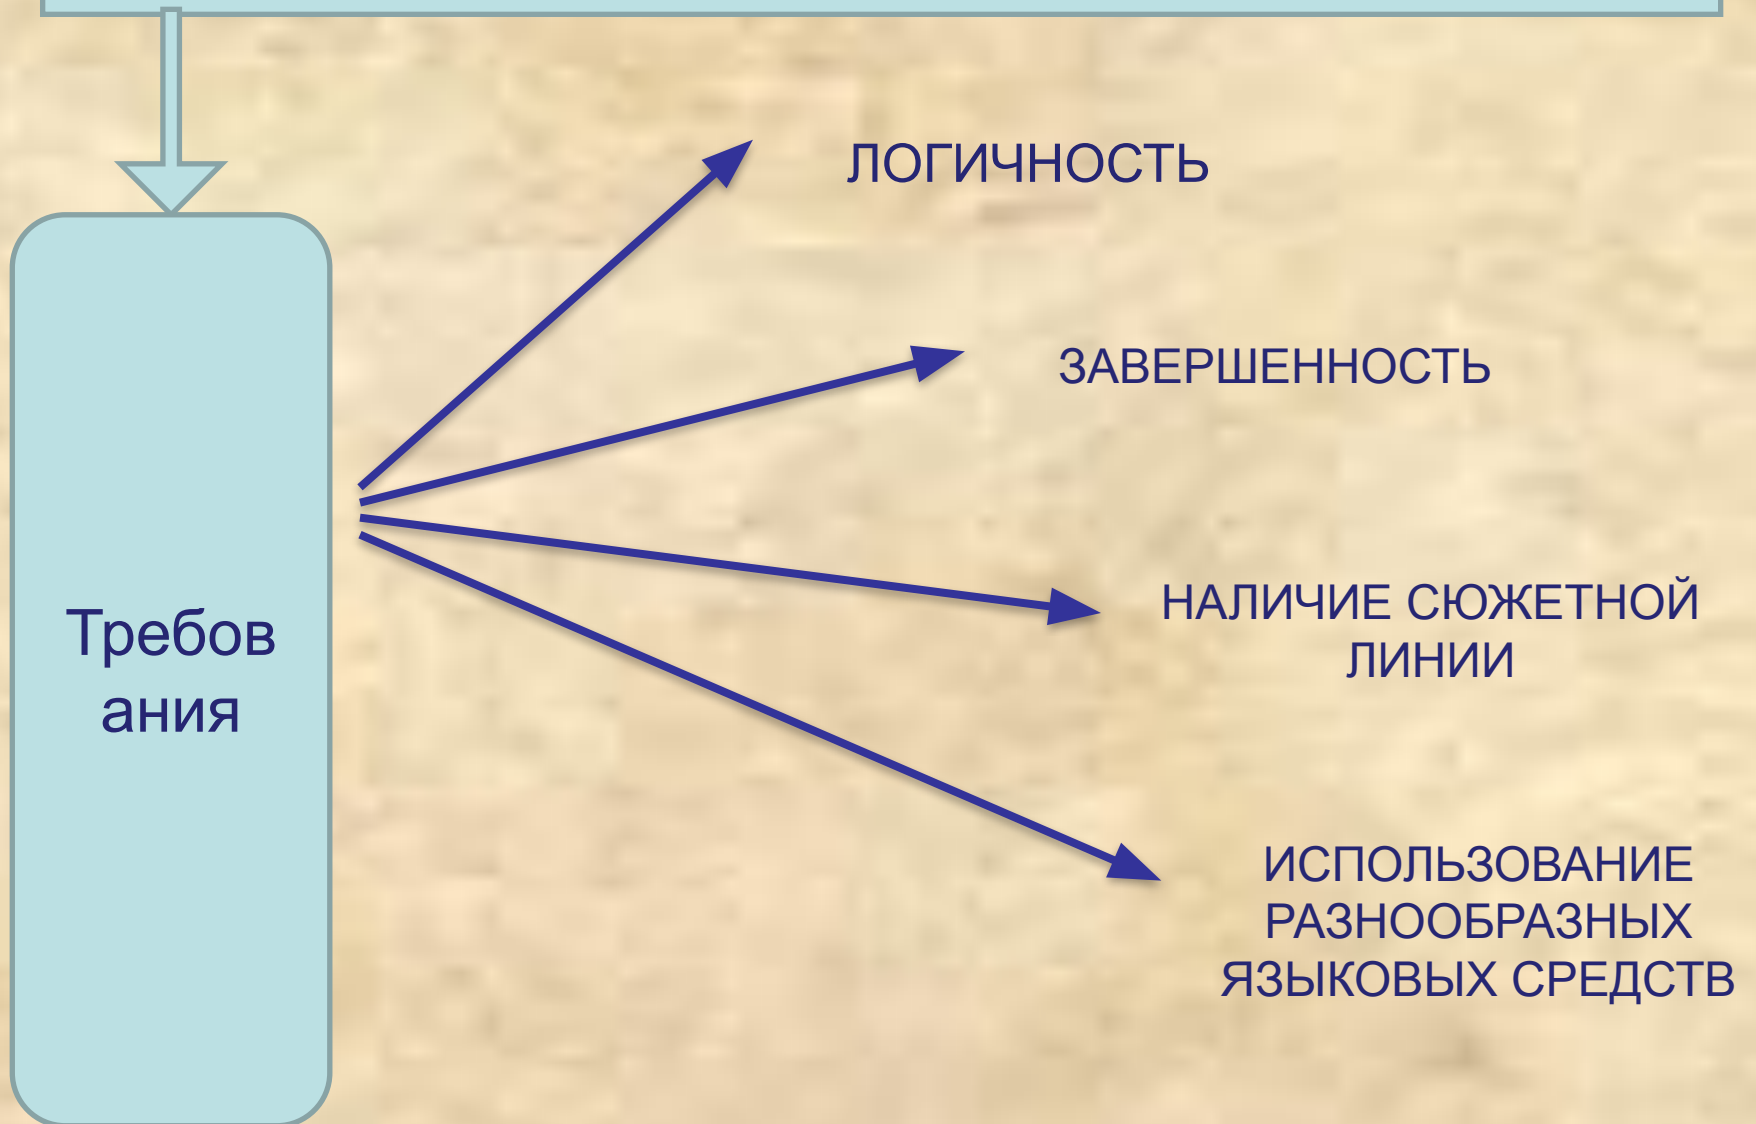 ЛОГИЧНОСТЬ
ЗАВЕРШЕННОСТЬ
НАЛИЧИЕ СЮЖЕТНОЙ
ЛИНИИ
Требов
ания
ИСПОЛЬЗОВАНИЕ
РАЗНООБРАЗНЫХ
ЯЗЫКОВЫХ СРЕДСТВ